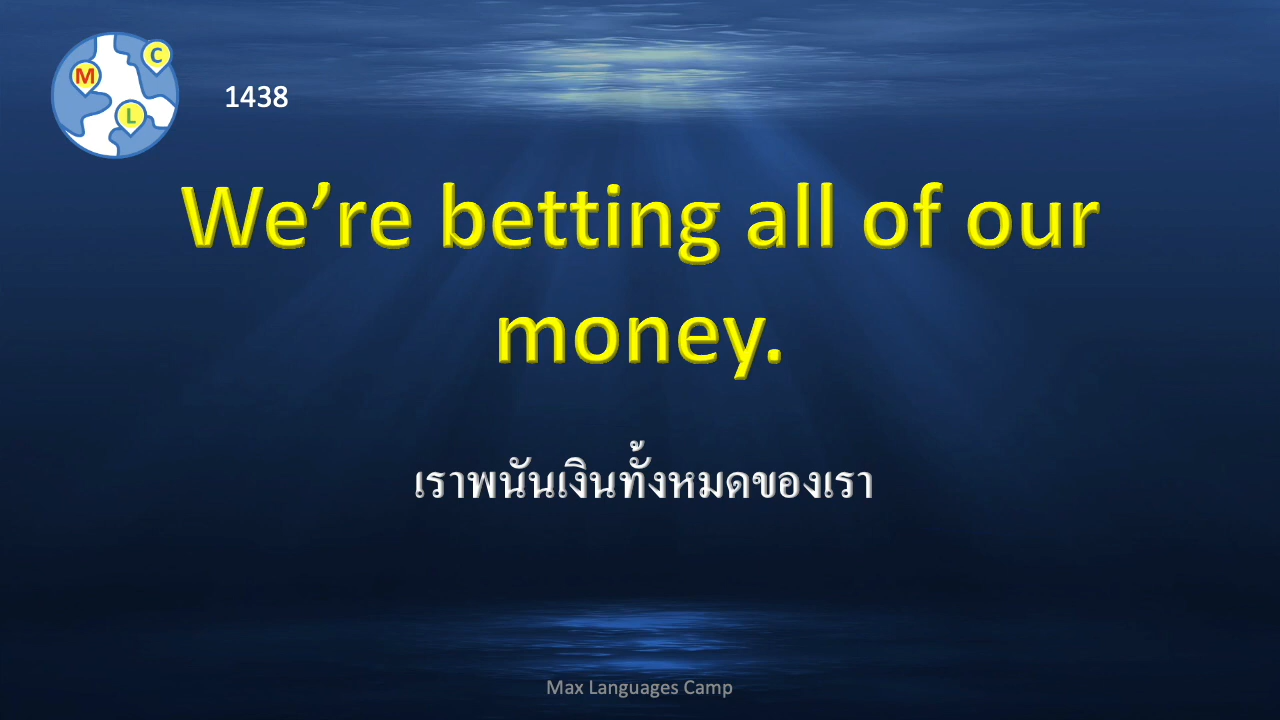 C
M
L
1438
We’re betting all of our
money.
เราพนันเงินทั้งหมดของเรา
Max Languages Camp